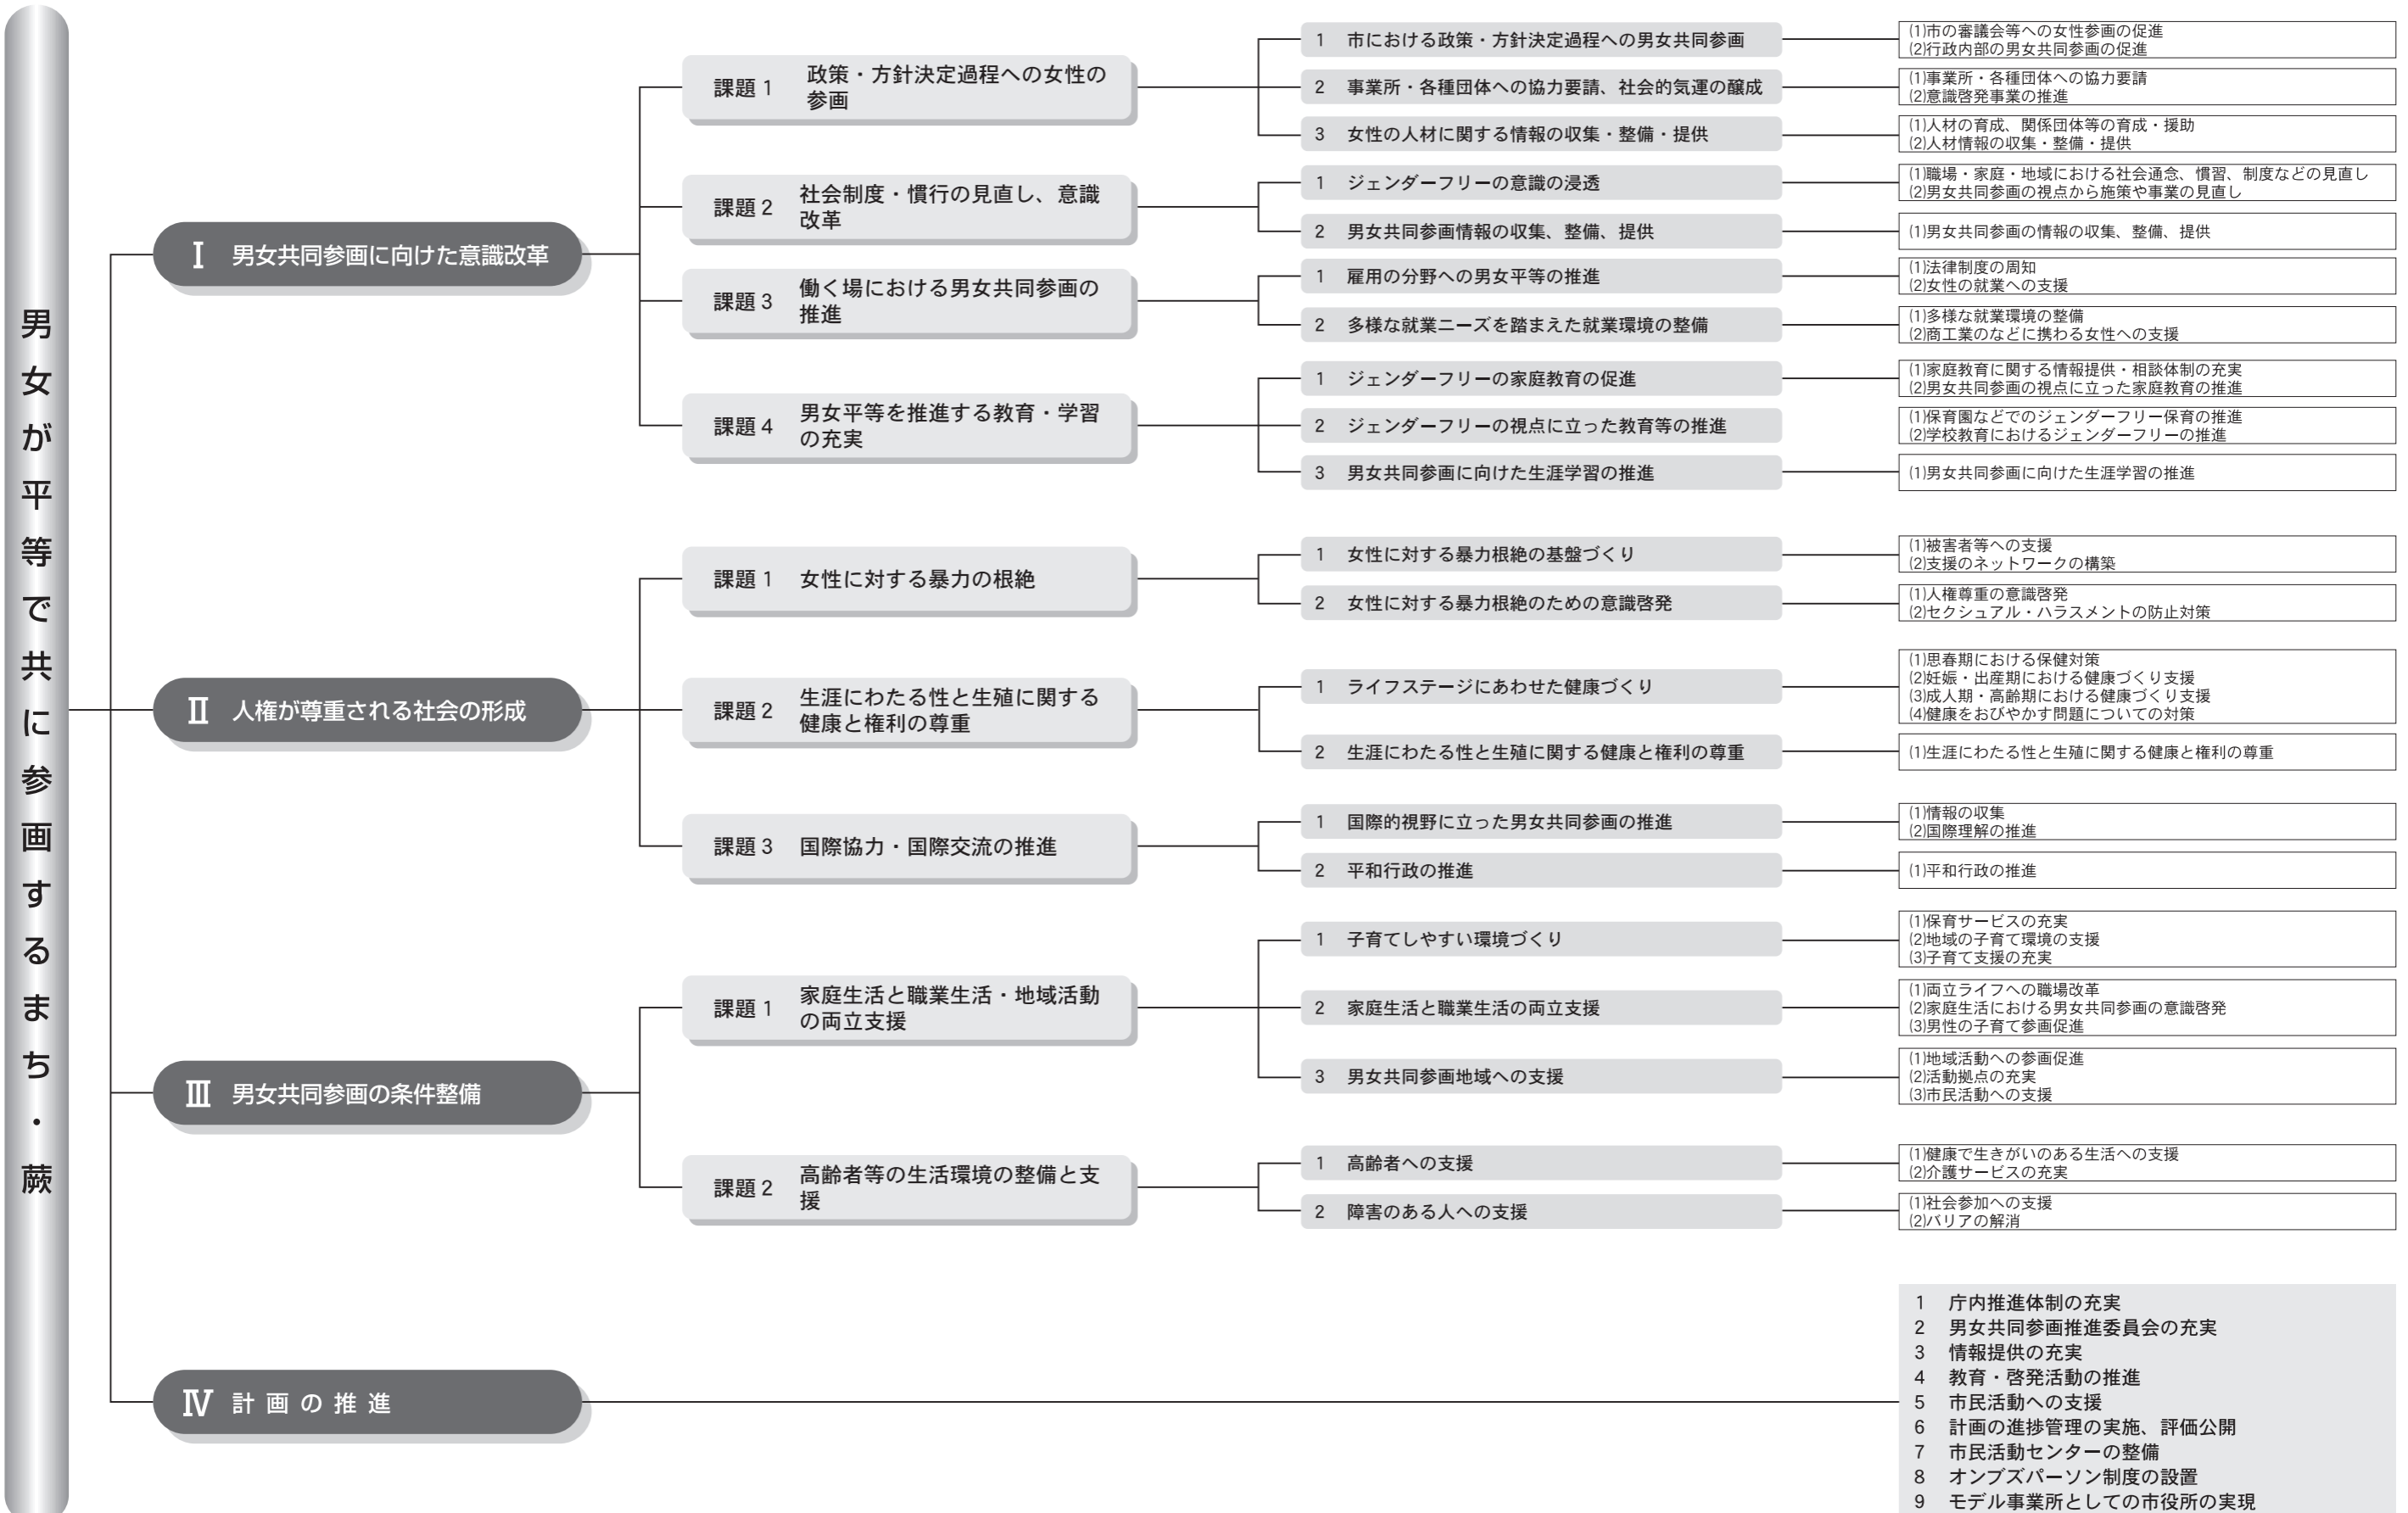 男女が平等で共に参画するまち・蕨
Ⅰ 男女共同参画に向けた意識改革
課題1 政策・方針決定過程への女性の
参画
1 市における政策・方針決定過程への男女共同参画
(1)市の審議会等への女性参画の促進
(2)行政内部の男女共同参画の促進
2 事業所・各種団体への協力要請、社会的気運の醸成
(1)事業所・各種団体への協力要請
(2)意識啓発事業の推進
3 女性の人材に関する情報の収集・整備・提供
(1)人材の育成、関係団体等の育成・援助
(2)人材情報の収集・整備・提供
課題2 社会制度・慣行の見直し、意識
改革
1 ジェンダーフリーの意識の浸透
(1)職場・家庭・地域における社会通念、慣習、制度などの見直し
(2)男女共同参画の視点から施策や事業の見直し
2 男女共同参画情報の収集、整備、提供
(1)男女共同参画の情報の収集、整備、提供
課題3 働く場における男女共同参画の
推進
1 雇用の分野への男女平等の推進
(1)法律制度の周知
(2)女性の就業への支援
2 多様な就業ニーズを踏まえた就業環境の整備
(1)多様な就業環境の整備
(2)商工業のなどに携わる女性への支援
課題4 男女平等を推進する教育・学習
の充実
1 ジェンダーフリーの家庭教育の促進
(1)家庭教育に関する情報提供・相談体制の充実
(2)男女共同参画の視点に立った家庭教育の推進
2 ジェンダーフリーの視点に立った教育等の推進
(1)保育園などでのジェンダーフリー保育の推進
(2)学校教育におけるジェンダーフリーの推進
3 男女共同参画に向けた生涯学習の推進
(1)男女共同参画に向けた生涯学習の推進
Ⅱ 人権が尊重される社会の形成
課題1 女性に対する暴力の根絶
1 女性に対する暴力根絶の基盤づくり
(1)被害者等への支援
(2)支援のネットワークの構築
2 女性に対する暴力根絶のための意識啓発
(1)人権尊重の意識啓発
(2)セクシュアル・ハラスメントの防止対策
課題2 生涯にわたる性と生殖に関する
健康と権利の尊重
1 ライフステージにあわせた健康づくり
(1)思春期における保健対策
(2)妊娠・出産期における健康づくり支援
(3)成人期・高齢期における健康づくり支援
(4)健康をおびやかす問題についての対策
2 生涯にわたる性と生殖に関する健康と権利の尊重
(1)生涯にわたる性と生殖に関する健康と権利の尊重
課題3 国際協力・国際交流の推進
1 国際的視野に立った男女共同参画の推進
(1)情報の収集
(2)国際理解の推進
2 平和行政の推進
(1)平和行政の推進
Ⅲ 男女共同参画の条件整備
課題1 家庭生活と職業生活・地域活動
の両立支援
1 子育てしやすい環境づくり
(1)保育サービスの充実
(2)地域の子育て環境の支援
(3)子育て支援の充実
2 家庭生活と職業生活の両立支援
(1)両立ライフへの職場改革
(2)家庭生活における男女共同参画の意識啓発
(3)男性の子育て参画促進
3 男女共同参画地域への支援
(1)地域活動への参画促進
(2)活動拠点の充実
(3)市民活動への支援
課題2 高齢者等の生活環境の整備と支
援
1 高齢者への支援
(1)健康で生きがいのある生活への支援
(2)介護サービスの充実
2 障害のある人への支援
(1)社会参加への支援
(2)バリアの解消
Ⅳ 計画の推進
1 庁内推進体制の充実
2 男女共同参画推進委員会の充実
3 情報提供の充実
4 教育・啓発活動の推進
5 市民活動への支援
6 計画の進捗管理の実施、評価公開
7 市民活動センターの整備
8 オンブズパーソン制度の設置
9 モデル事業所としての市役所の実現